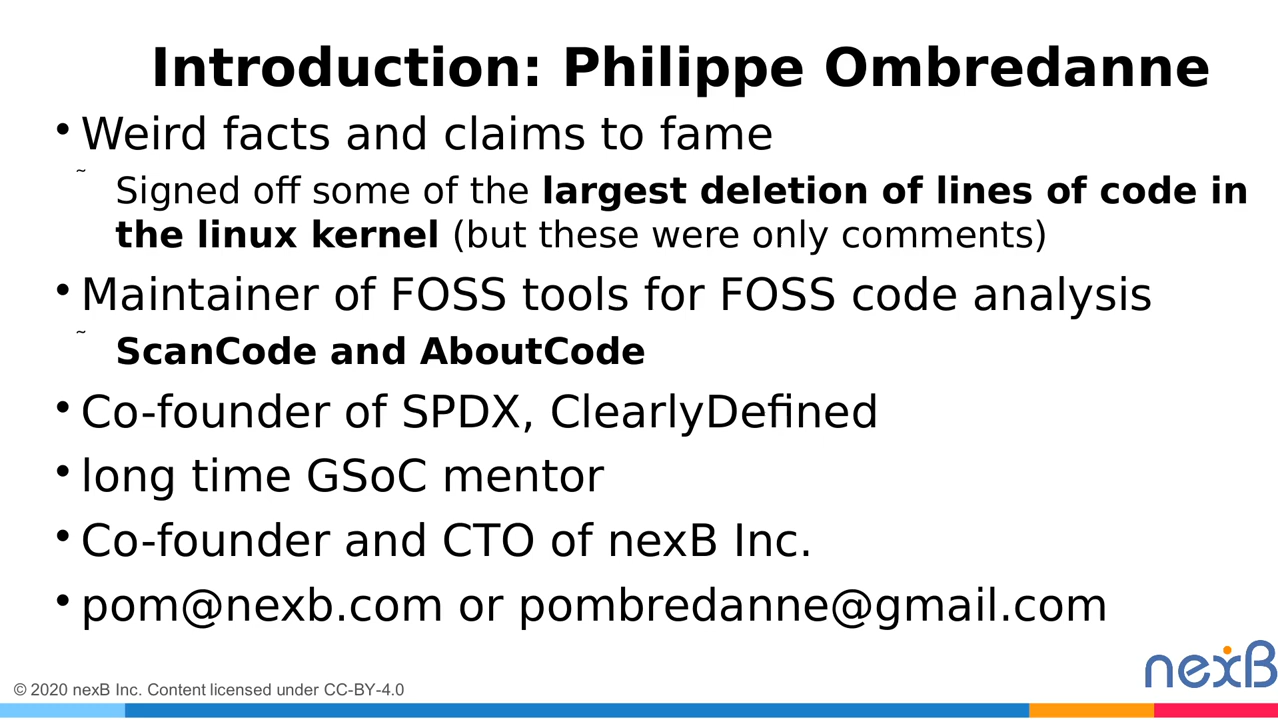 Introduction: Philippe Ombredanne
• Weird facts and claims to fame
~ Signed off some of the largest deletion of lines of code in
the linux kernel (but these were only comments)
• Maintainer of FOSS tools for FOSS code analysis
~ ScanCode and AboutCode
• Co-founder of SPDX, ClearlyDefined
• long time GSoC mentor
• Co-founder and CTO of nexB Inc.
• pom@nexb.com or pombredanne@gmail.com
nexB
© 2020 nexB Inc. Content licensed under CC-BY-4.0